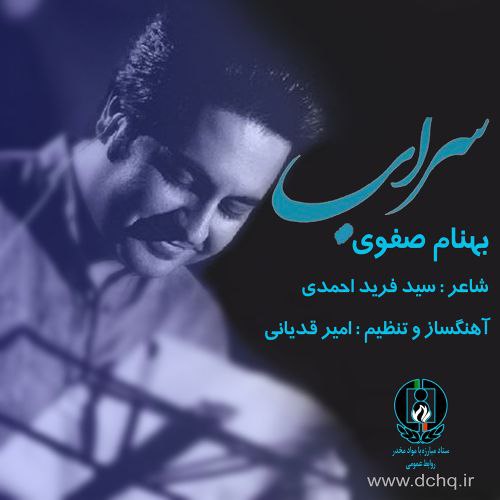 سراب
بهنام صفوی
شاعر : سید فرید احمدی
آهنگساز و تنظیم : امیر قدیانی
ستاد مبارزه با مواد مخدر
روابط عمومی
www.dchq.ir